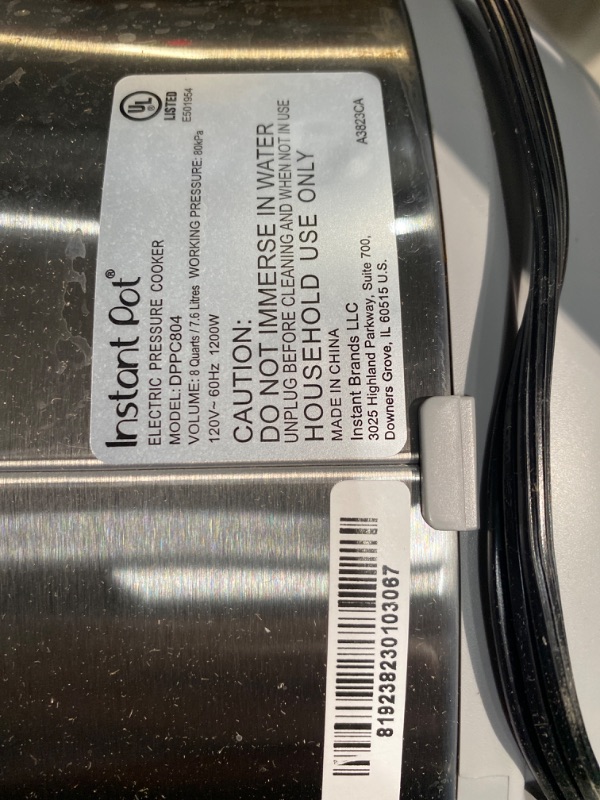 Instant Pot®
ELECTRIC PRESSURE COOKER
MODEL: DPPC804
VOLUME: 8 Quarts / 7.6 Litres WORKING PRESSURE: 80kPa
120V~ 60Hz 1200W
UL
LISTED
E501954
CAUTION:
DO NOT IMMERSE IN WATER
UNPLUG BEFORE CLEANING AND WHEN NOT IN USE
HOUSEHOLD USE ONLY
MADE IN CHINA
Instant Brands LLC
3025 Highland Parkway, Suite 700,
Downers Grove, IL 60515 U.S.
A3823CA
819238230103067